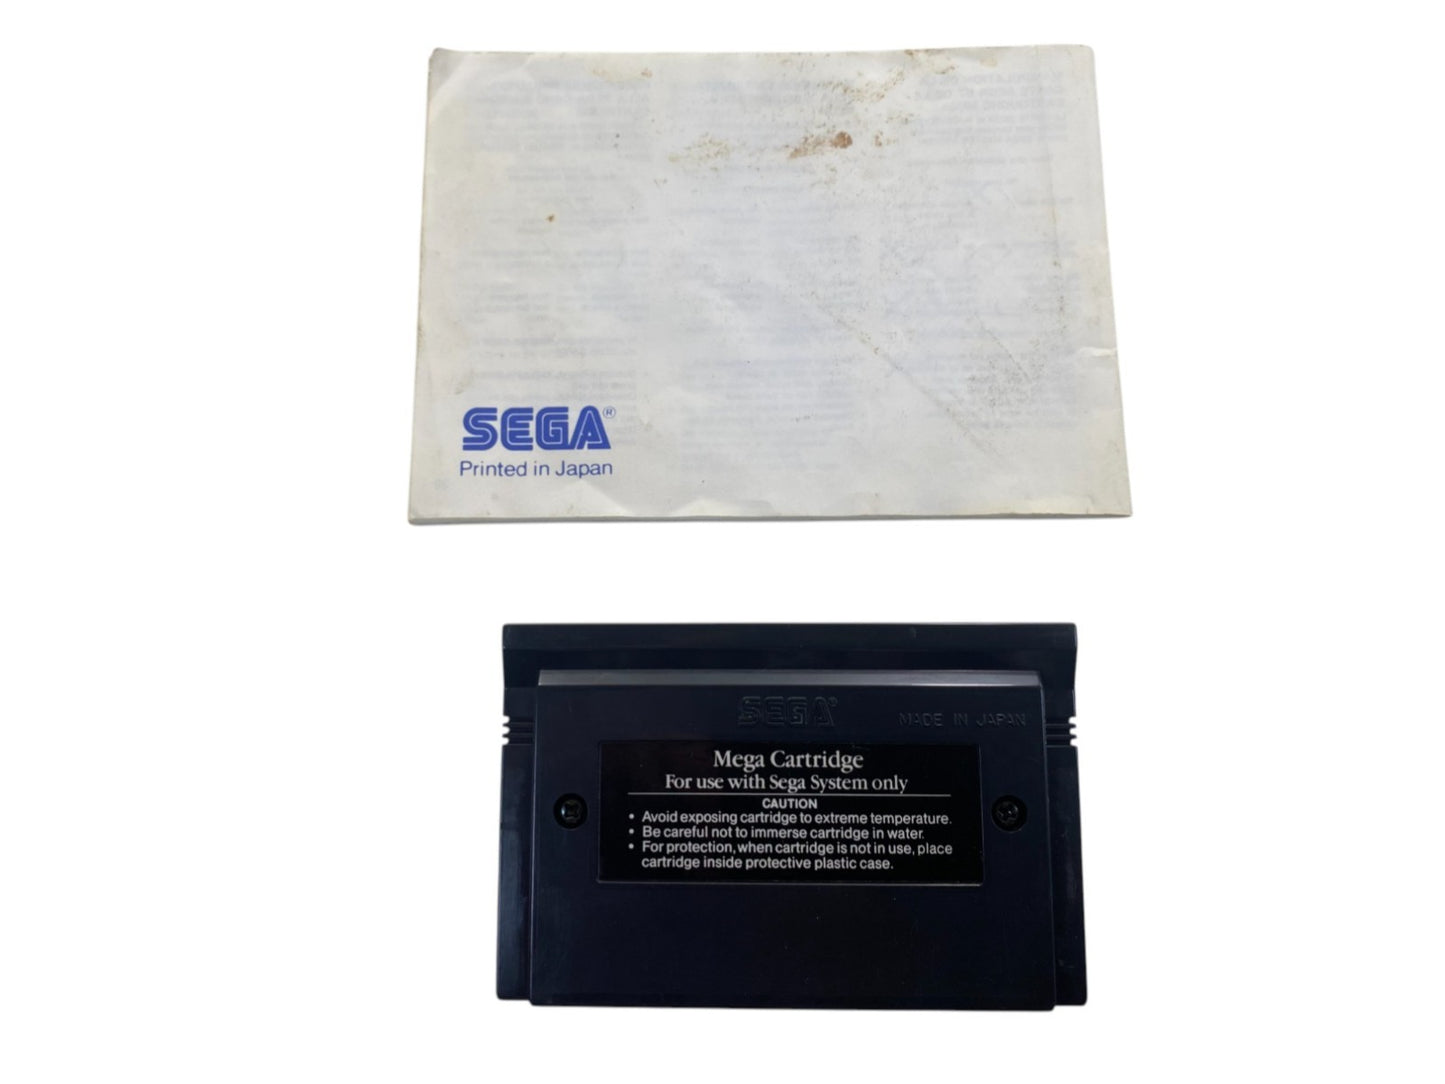 SEGA®
Printed in Japan
SEGA®
MADE IN JAPAN
Mega Cartridge
For use with Sega System only
CAUTION
• Avoid exposing cartridge to extreme temperature.
• Be careful not to immerse cartridge in water.
• For protection, when cartridge is not in use, place
cartridge inside protective plastic case.